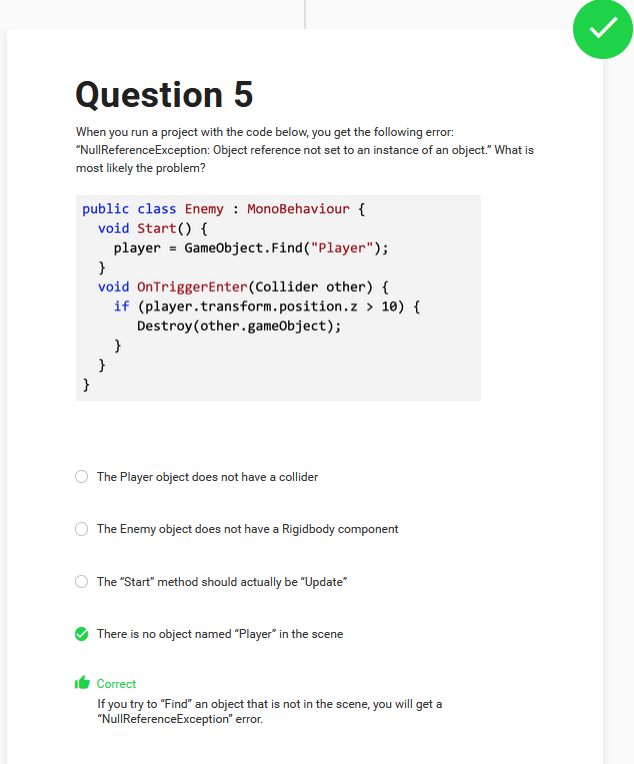 Question 5
When you run a project with the code below, you get the following error:
“NullReferenceException: Object reference not set to an instance of an object.” What is
most likely the problem?
public class Enemy : MonoBehaviour {
  void Start() {
    player = GameObject.Find("Player");
  }
  void OnTriggerEnter(Collider other) {
    if (player.transform.position.z > 10) {
       Destroy(other.gameObject);
    }
  }
}
The Player object does not have a collider
The Enemy object does not have a Rigidbody component
The “Start” method should actually be “Update”
There is no object named “Player” in the scene
Correct
If you try to “Find” an object that is not in the scene, you will get a
“NullReferenceException” error.